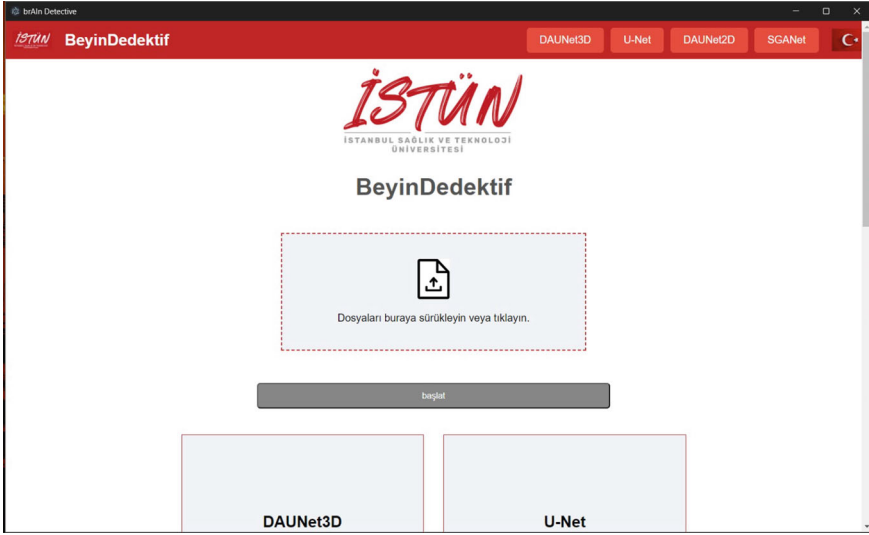 brAIn Detective
İSTÜN BeyinDedektif DAUNet3D U-Net DAUNet2D SGANet
İSTÜN
İSTANBUL SAĞLIK VE TEKNOLOJİ
ÜNİVERSİTESİ
BeyinDedektif
Dosyaları buraya sürükleyin veya tıklayın.
başlat
DAUNet3D U-Net